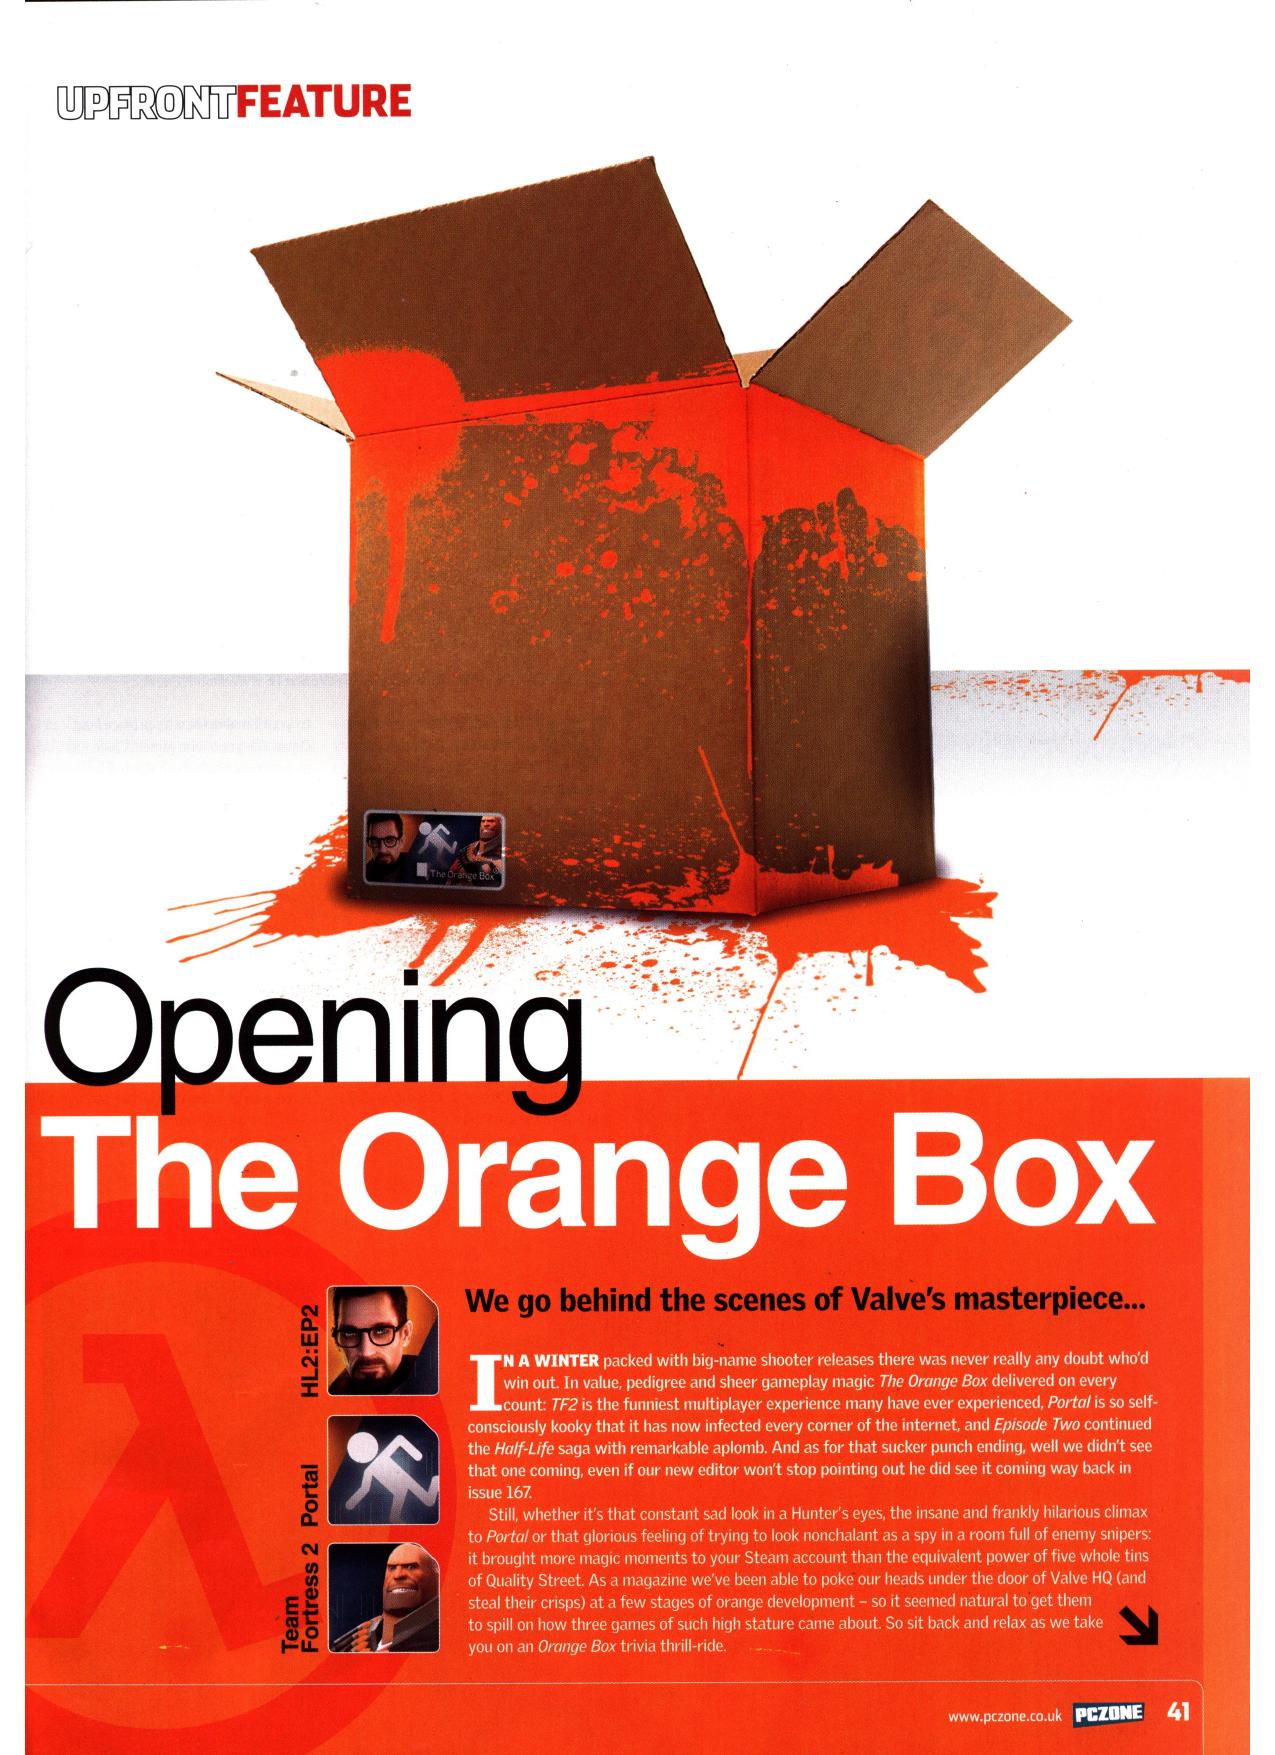 UPFRONTFEATURE
The Orange Box
Opening
The Orange Box
HL2:EP2
Portal
Team
Fortress 2
We go behind the scenes of Valve's masterpiece...
IN A WINTER packed with big-name shooter releases there was never really any doubt who'd
win out. In value, pedigree and sheer gameplay magic The Orange Box delivered on every
count: TF2 is the funniest multiplayer experience many have ever experienced, Portal is so self-
consciously kooky that it has now infected every corner of the internet, and Episode Two continued
the Half-Life saga with remarkable aplomb. And as for that sucker punch ending, well we didn't see
that one coming, even if our new editor won't stop pointing out he did see it coming way back in
issue 167.
Still, whether it's that constant sad look in a Hunter's eyes, the insane and frankly hilarious climax
to Portal or that glorious feeling of trying to look nonchalant as a spy in a room full of enemy snipers:
it brought more magic moments to your Steam account than the equivalent power of five whole tins
of Quality Street. As a magazine we've been able to poke our heads under the door of Valve HQ (and
steal their crisps) at a few stages of orange development – so it seemed natural to get them
to spill on how three games of such high stature came about. So sit back and relax as we take
you on an Orange Box trivia thrill-ride.
www.pczone.co.uk PCZONE 41